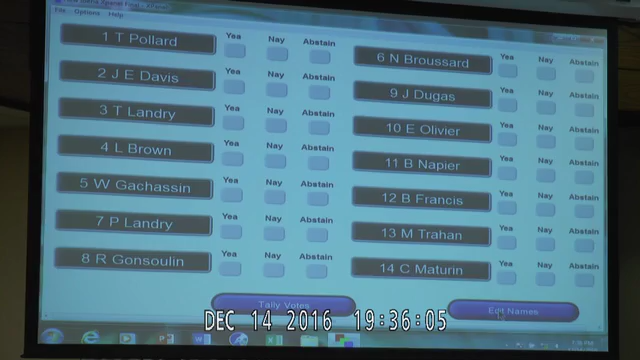 File Options Help
1 T Pollard Yea Nay Abstain
2 J E Davis Yea Nay Abstain
3 T Landry Yea Nay Abstain
4 L Brown Yea Nay Abstain
5 W Gachassin Yea Nay Abstain
7 P Landry Yea Nay Abstain
8 R Gonsoulin Yea Nay Abstain
6 N Broussard Yea Nay Abstain
9 J Dugas Yea Nay Abstain
10 E Olivier Yea Nay Abstain
11 B Napier Yea Nay Abstain
12 B Francis Yea Nay Abstain
13 M Trahan Yea Nay Abstain
14 C Maturin Yea Nay Abstain
Tally Votes
Edit Names
DEC 14 2016 19:36:05